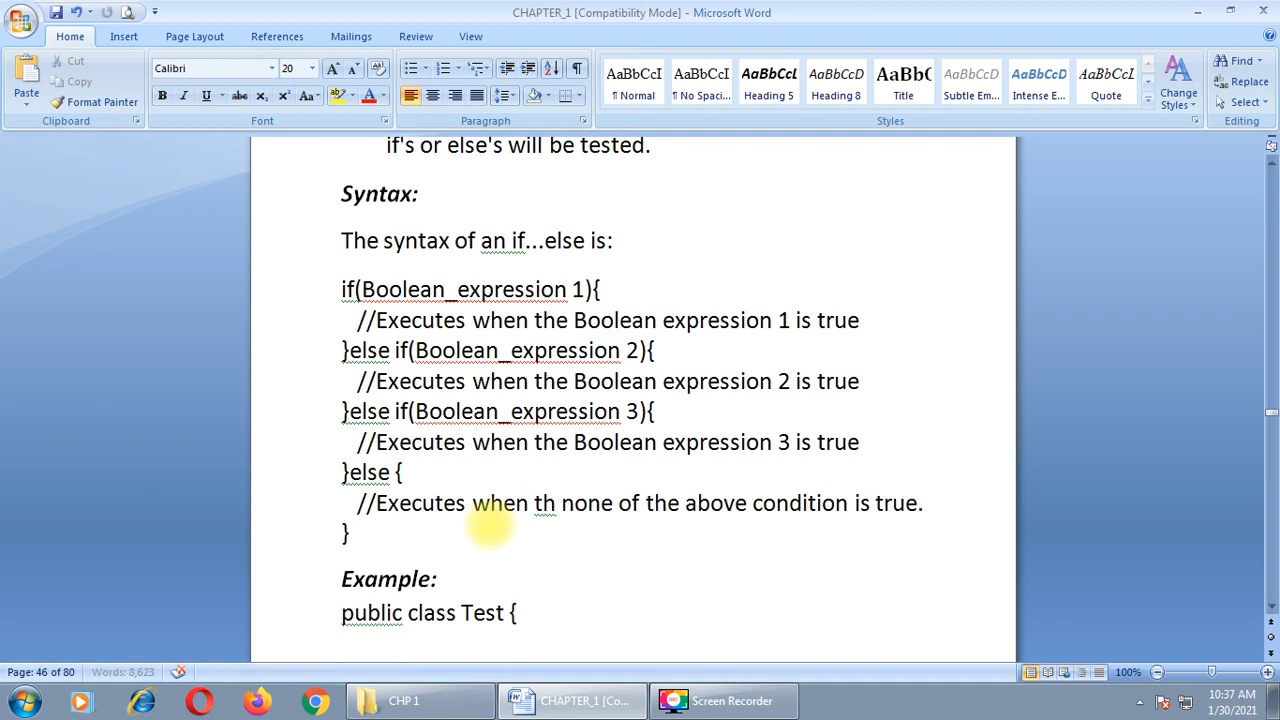 CHAPTER_1 [Compatibility Mode] - Microsoft Word
Home Insert Page Layout References Mailings Review View
Paste
Cut
Copy
Format Painter
Clipboard
Calibri 20
B I U abc x₂ x² Aa
Font
Paragraph
AaBbCcI AaBbCcI AaBbCcL AaBbCcD AaBbCc AaBbCcD AaBbCcD AaBbCcI
¶ Normal ¶ No Spaci... Heading 5 Heading 8 Title Subtle Em... Intense E... Quote
Change
Styles
Styles
Find
Replace
Select
Editing
if's or else's will be tested.
Syntax:
The syntax of an if...else is:
if(Boolean_expression 1){
//Executes when the Boolean expression 1 is true
}else if(Boolean_expression 2){
//Executes when the Boolean expression 2 is true
}else if(Boolean_expression 3){
//Executes when the Boolean expression 3 is true
}else {
//Executes when th none of the above condition is true.
}
Example:
public class Test {
Page: 46 of 80 Words: 8,623 100%
CHP 1 CHAPTER_1 [Co... Screen Recorder
10:37 AM
1/30/2021